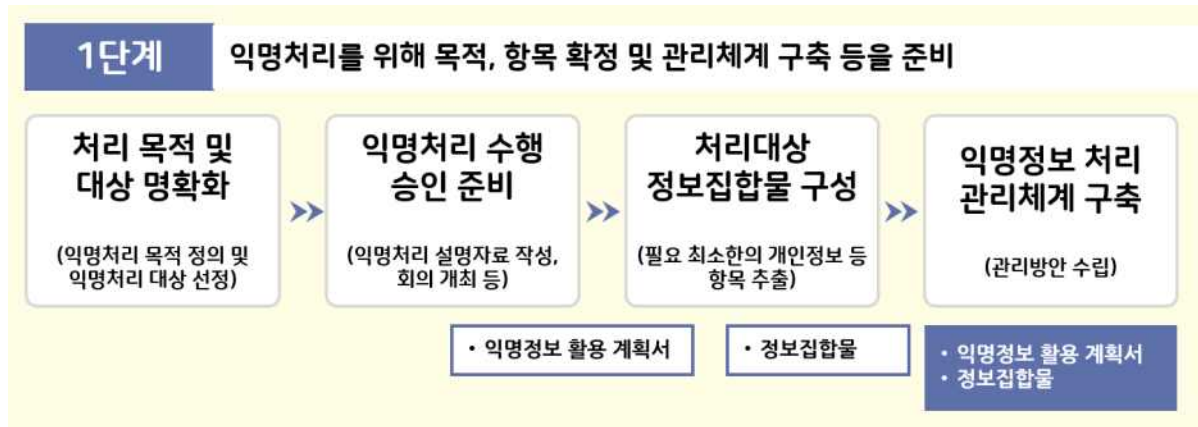 1단계
익명처리를 위해 목적, 항목 확정 및 관리체계 구축 등을 준비
처리 목적 및
대상 명확화
(익명처리 목적 정의 및
익명처리 대상 선정)
익명처리 수행
승인 준비
(익명처리 설명자료 작성,
회의 개최 등)
처리대상
정보집합물 구성
(필요 최소한의 개인정보 등
항목 추출)
익명정보 처리
관리체계 구축
(관리방안 수립)
• 익명정보 활용 계획서
• 정보집합물
• 익명정보 활용 계획서
• 정보집합물